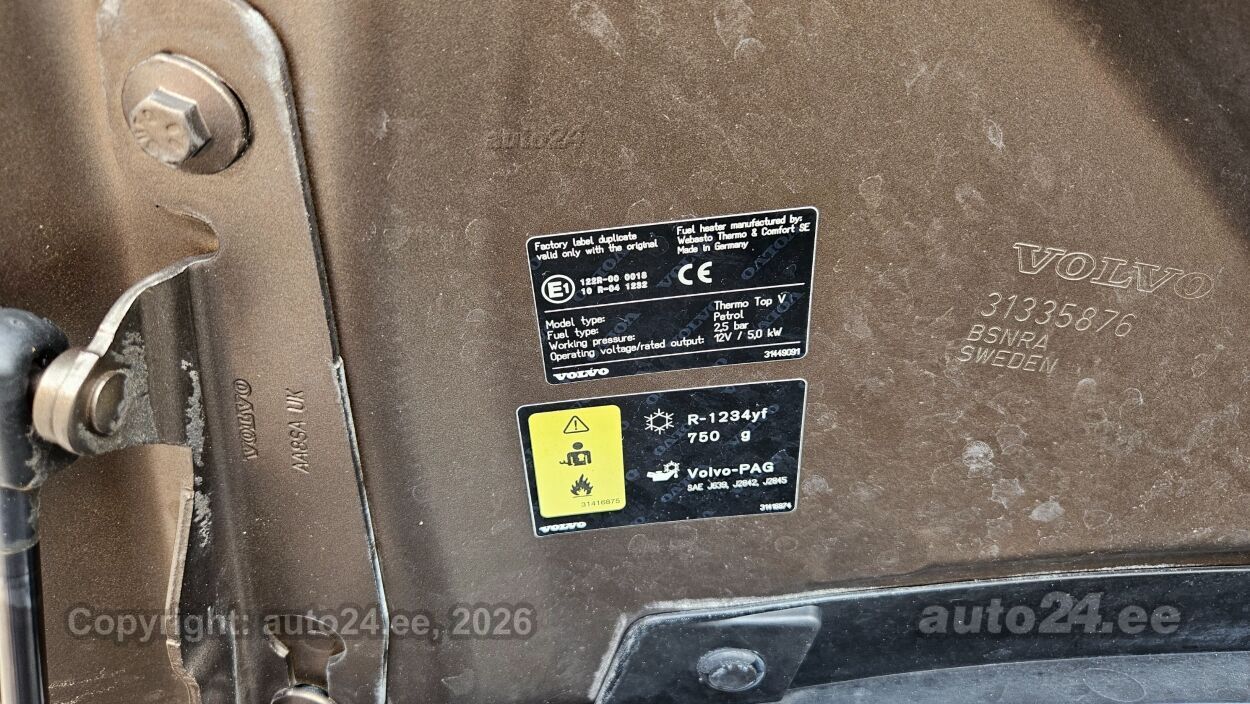 auto24
Factory label duplicate
valid only with the original
Fuel heater manufactured by:
Webasto Thermo & Comfort SE
Made in Germany
E1
122R-00 0018
10 R-04 1232
CE
Model type: Thermo Top V
Fuel type: Petrol
Working pressure: 2,5 bar
Operating voltage/rated output: 12V / 5,0 kW
VOLVO
31449091
R-1234yf
750 g
Volvo-PAG
SAE J639, J2842, J2845
31416875
VOLVO
31416874
VOLVO
31335876
BSNRA
SWEDEN
VOLVO
UK
Copyright: auto24.ee, 2026
auto24.ee